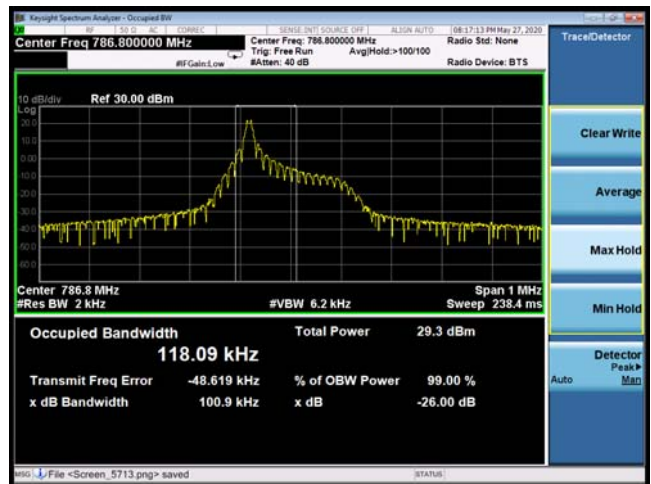 Keysight Spectrum Analyzer - Occupied BW
RF 50 Ω AC CORREC SENSE:INT SOURCE OFF ALIGN AUTO 08:17:13 PM May 27, 2020
Center Freq 786.800000 MHz
Center Freq: 786.800000 MHz Radio Std: None
Trig: Free Run Avg|Hold:>100/100
#IFGain:Low #Atten: 40 dB Radio Device: BTS
Trace/Detector
10 dB/div Ref 30.00 dBm
Log
20.0
10.0
0.00
-10.0
-20.0
-30.0
-40.0
-50.0
-60.0
Center 786.8 MHz Span 1 MHz
#Res BW 2 kHz #VBW 6.2 kHz Sweep 238.4 ms
Clear Write
Average
Max Hold
Min Hold
Detector
Peak▶
Auto Man
Occupied Bandwidth Total Power 29.3 dBm
118.09 kHz
Transmit Freq Error -48.619 kHz % of OBW Power 99.00 %
x dB Bandwidth 100.9 kHz x dB -26.00 dB
MSG File <Screen_5713.png> saved STATUS